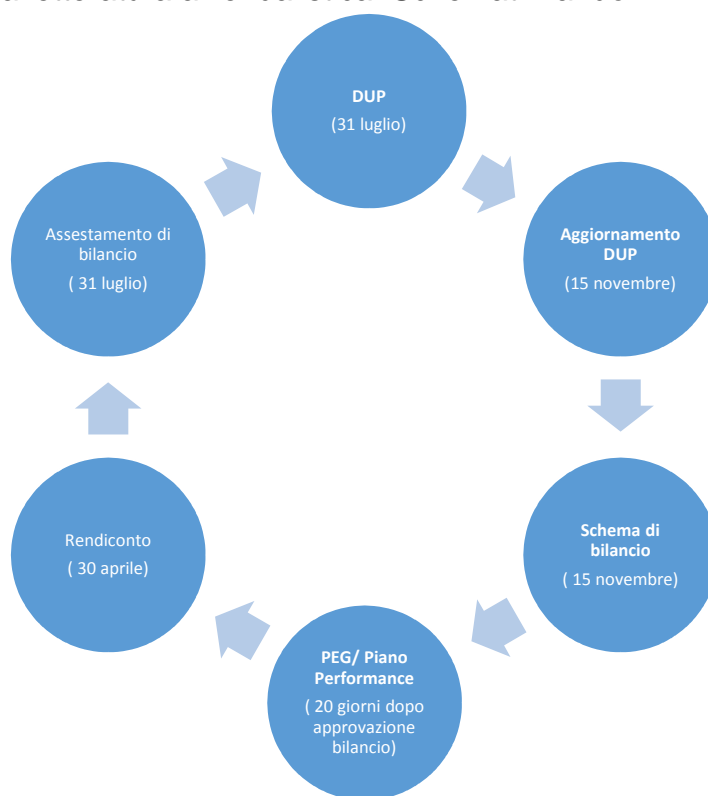 DUP
(31 luglio)
Aggiornamento
DUP
(15 novembre)
Schema di
bilancio
( 15 novembre)
PEG/ Piano
Performance
( 20 giorni dopo
approvazione
bilancio)
Rendiconto
( 30 aprile)
Assestamento di
bilancio
( 31 luglio)